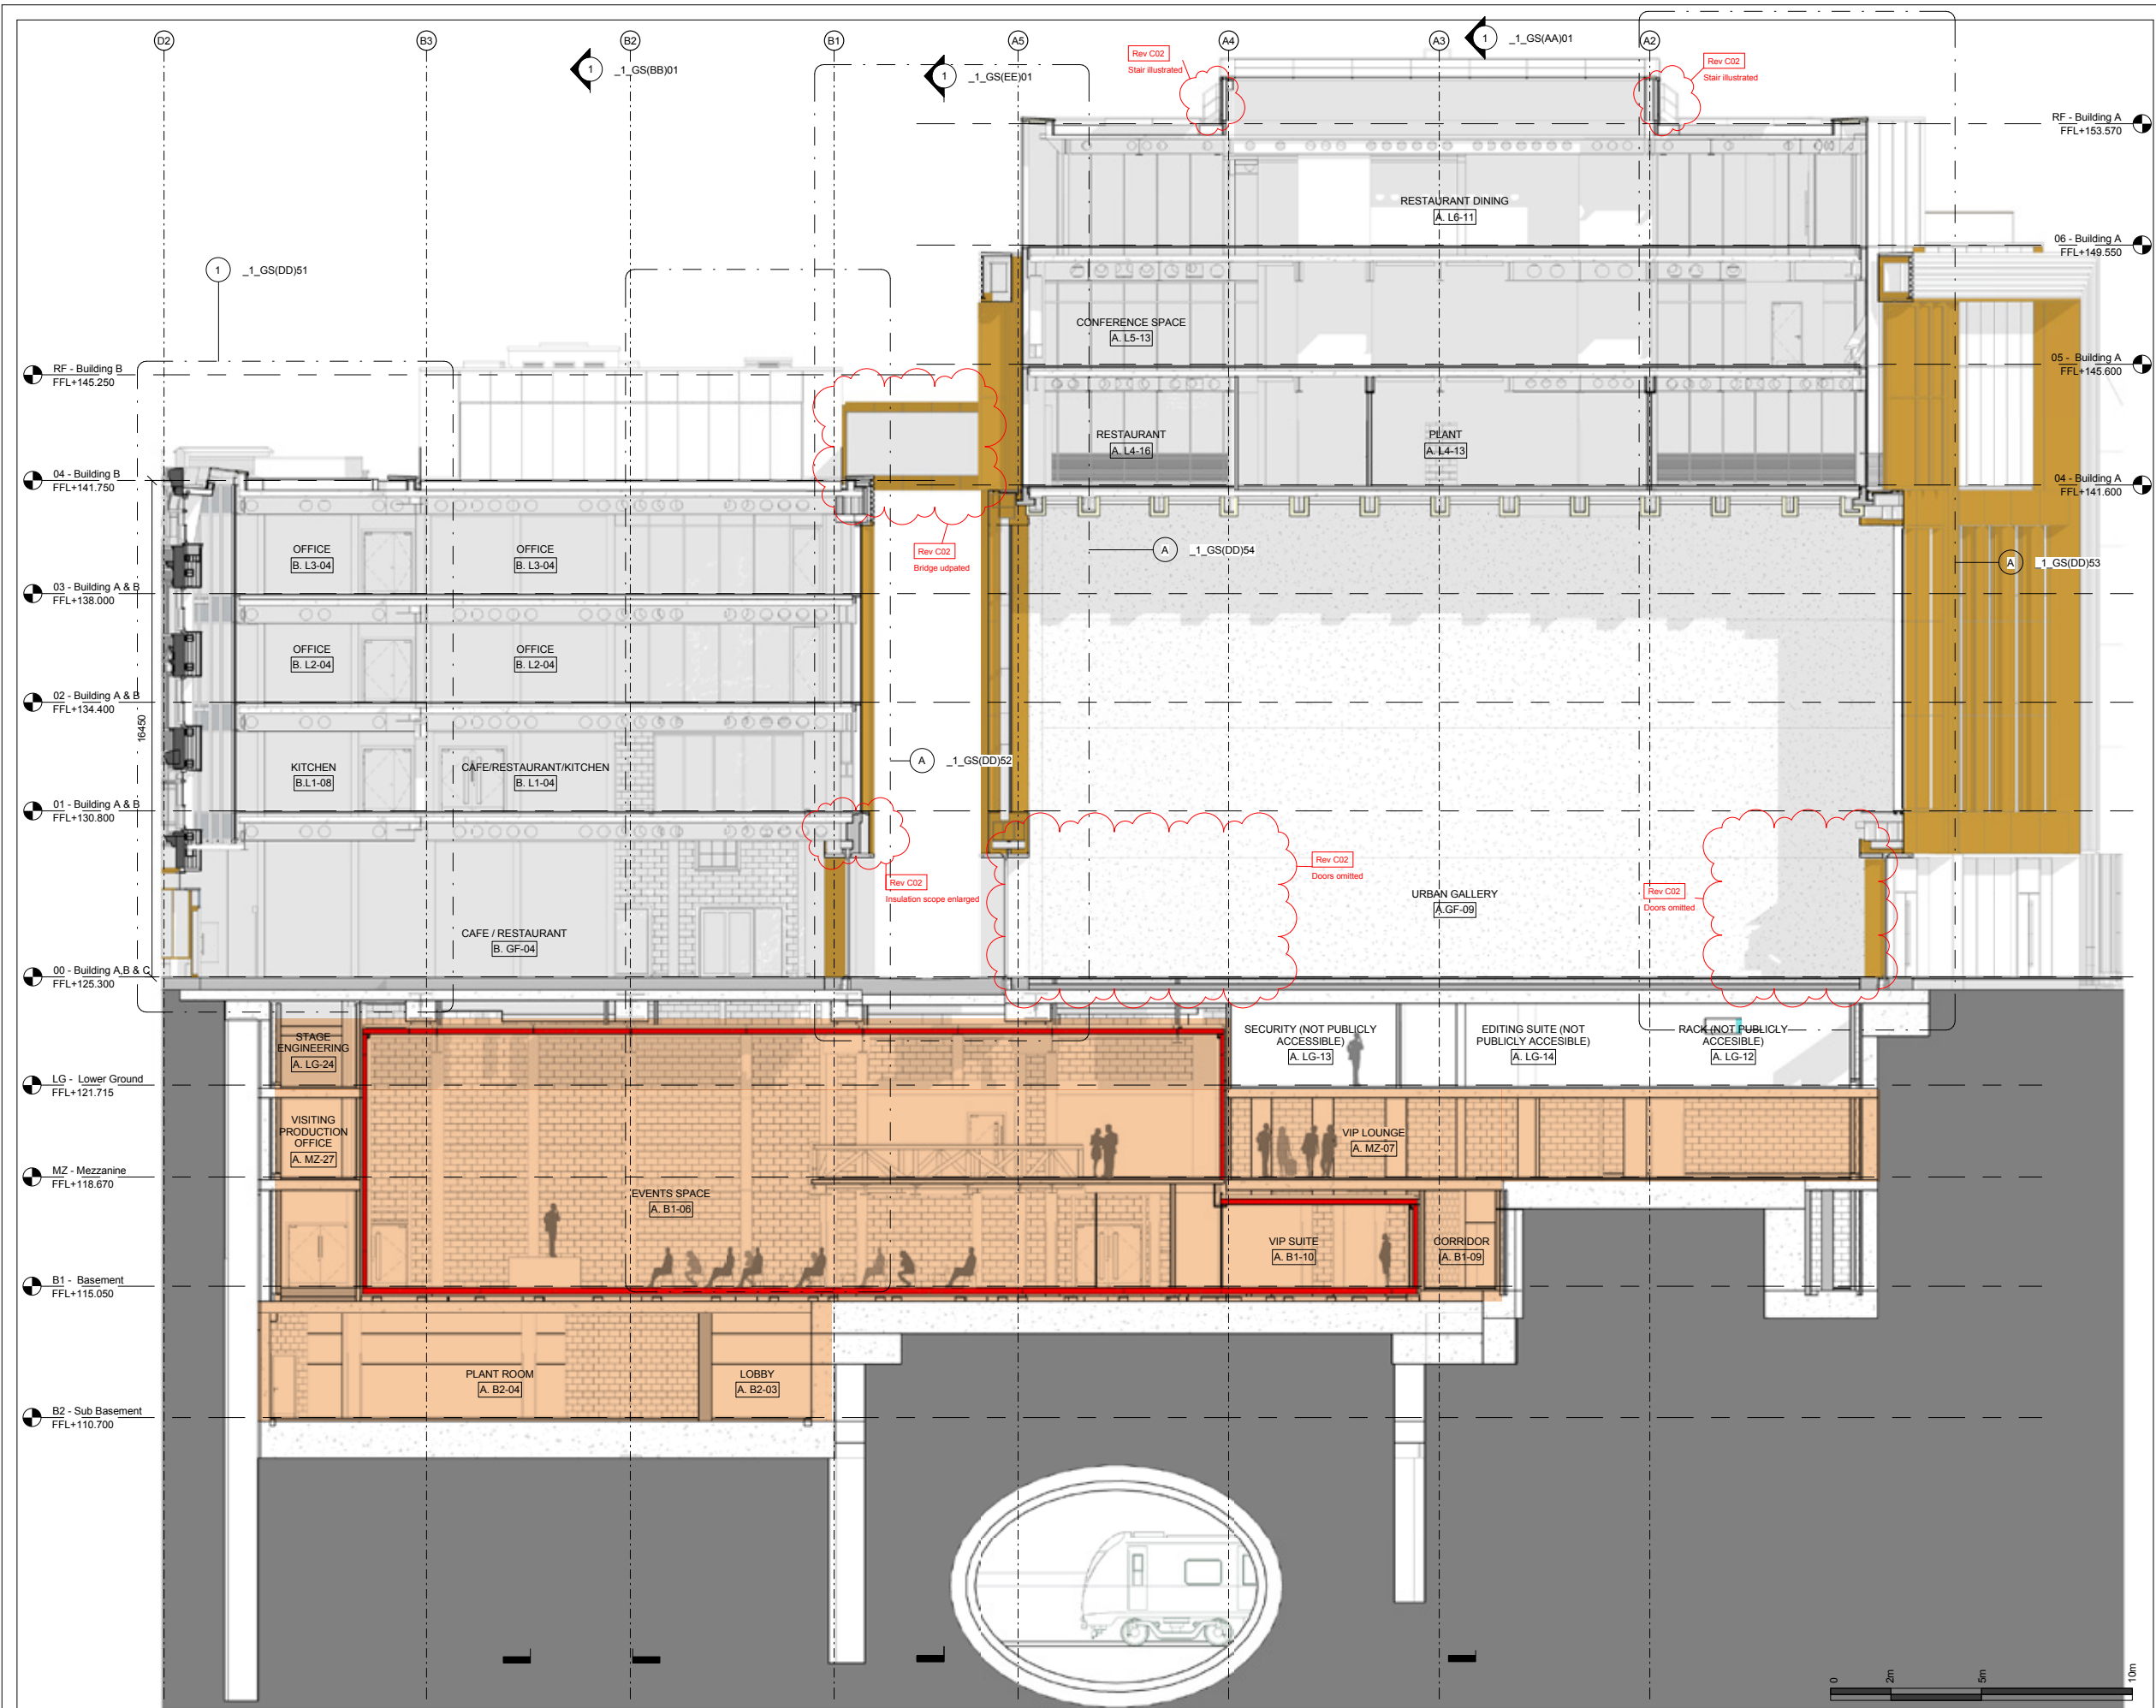 D2
B3
B2
B1
A5
A4
A3
A2
1
_1_GS(BB)01
1
_1_GS(EE)01
1
_1_GS(AA)01
Rev C02
Stair illustrated
Rev C02
Stair illustrated
RF - Building A
FFL+153.570
RESTAURANT DINING
A. L6-11
06 - Building A
FFL+149.550
1
_1_GS(DD)51
CONFERENCE SPACE
A. L5-13
05 - Building A
FFL+145.600
RF - Building B
FFL+145.250
RESTAURANT
A. L4-16
PLANT
A. L4-13
04 - Building B
FFL+141.750
04 - Building A
FFL+141.600
OFFICE
B. L3-04
OFFICE
B. L3-04
Rev C02
Bridge udpated
A
_1_GS(DD)54
A
_1_GS(DD)53
03 - Building A & B
FFL+138.000
OFFICE
B. L2-04
OFFICE
B. L2-04
02 - Building A & B
FFL+134.400
16450
KITCHEN
B.L1-08
CAFE/RESTAURANT/KITCHEN
B. L1-04
A
_1_GS(DD)52
01 - Building A & B
FFL+130.800
Rev C02
Insulation scope enlarged
Rev C02
Doors omitted
Rev C02
Doors omitted
URBAN GALLERY
A.GF-09
CAFE / RESTAURANT
B. GF-04
00 - Building A,B & C
FFL+125.300
STAGE
ENGINEERING
A. LG-24
SECURITY (NOT PUBLICLY
ACCESSIBLE)
A. LG-13
EDITING SUITE (NOT
PUBLICLY ACCESIBLE)
A. LG-14
RACK (NOT PUBLICLY
ACCESIBLE)
A. LG-12
LG - Lower Ground
FFL+121.715
VISITING
PRODUCTION
OFFICE
A. MZ-27
VIP LOUNGE
A. MZ-07
MZ - Mezzanine
FFL+118.670
EVENTS SPACE
A. B1-06
VIP SUITE
A. B1-10
CORRIDOR
A. B1-09
B1 - Basement
FFL+115.050
PLANT ROOM
A. B2-04
LOBBY
A. B2-03
B2 - Sub Basement
FFL+110.700
0
2m
5m
10m